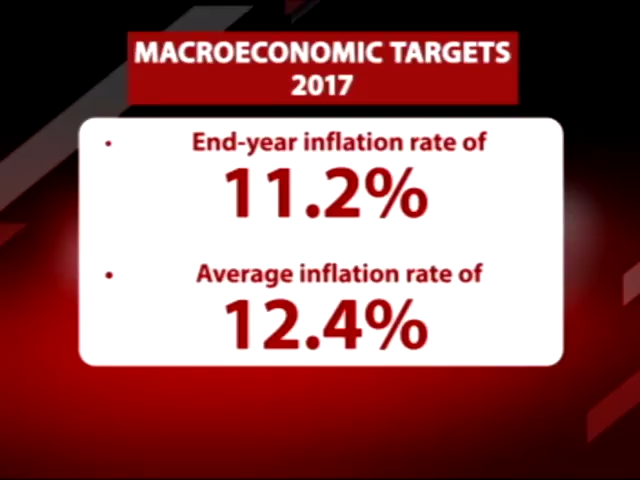 MACROECONOMIC TARGETS
2017
• End-year inflation rate of
11.2%
• Average inflation rate of
12.4%